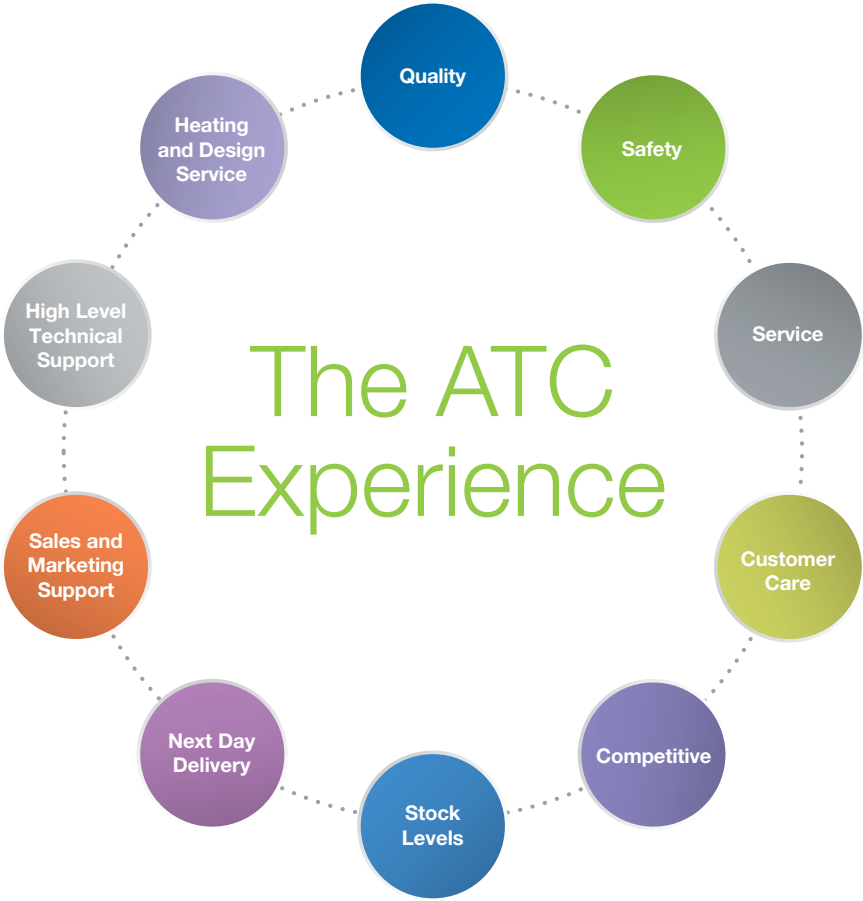 Quality
Safety
Service
Customer
Care
Competitive
Stock
Levels
Next Day
Delivery
Sales and
Marketing
Support
High Level
Technical
Support
Heating
and Design
Service
The ATC
Experience